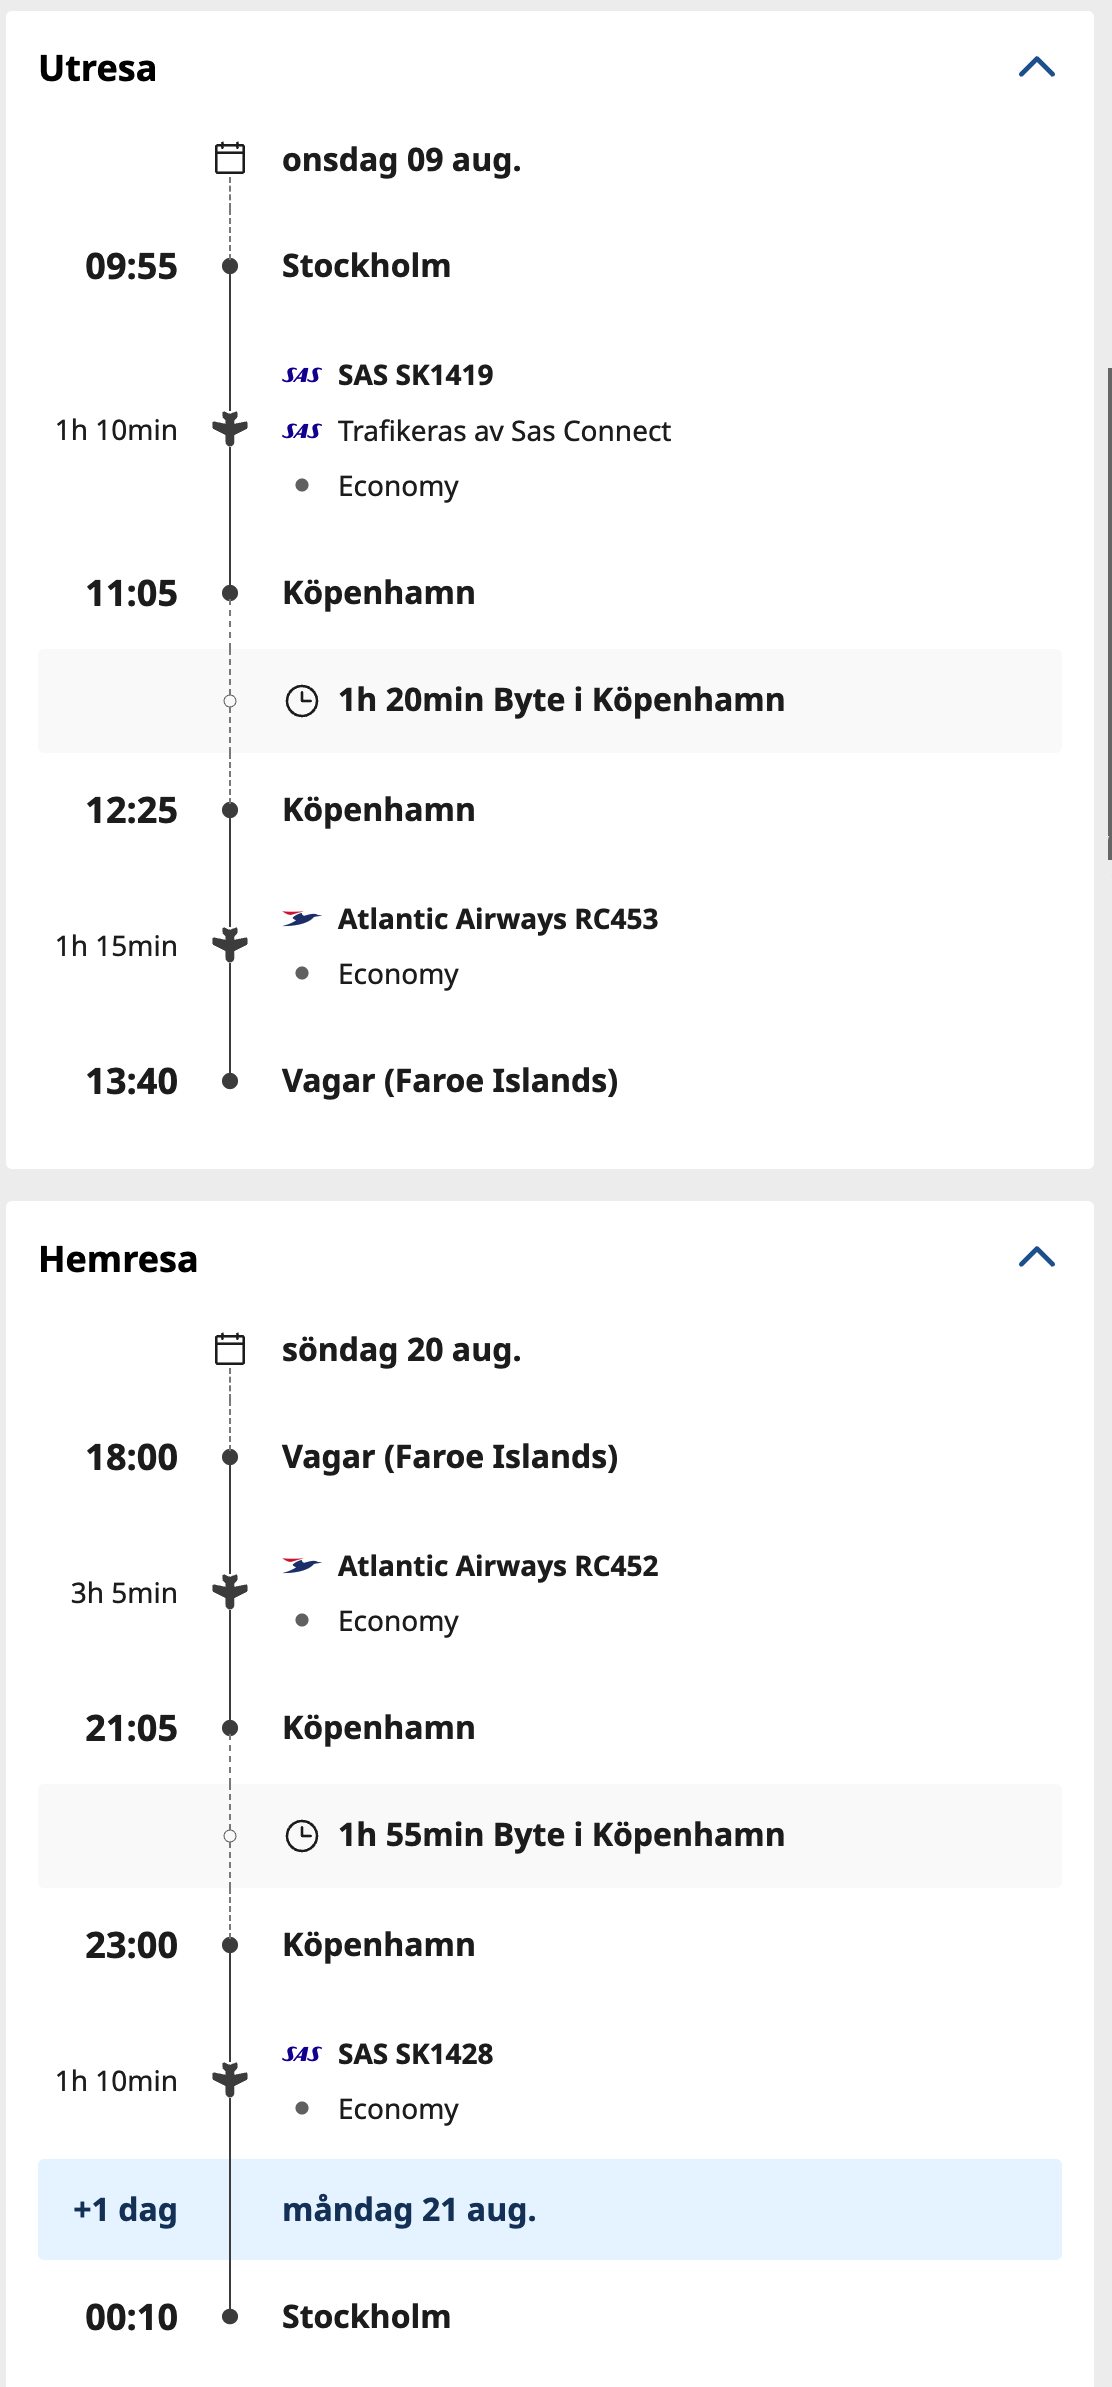 Utresa
onsdag 09 aug.
09:55 Stockholm
SAS SAS SK1419
1h 10min SAS Trafikeras av Sas Connect
Economy
11:05 Köpenhamn
1h 20min Byte i Köpenhamn
12:25 Köpenhamn
Atlantic Airways RC453
1h 15min
Economy
13:40 Vagar (Faroe Islands)
Hemresa
söndag 20 aug.
18:00 Vagar (Faroe Islands)
Atlantic Airways RC452
3h 5min
Economy
21:05 Köpenhamn
1h 55min Byte i Köpenhamn
23:00 Köpenhamn
SAS SAS SK1428
1h 10min
Economy
+1 dag måndag 21 aug.
00:10 Stockholm